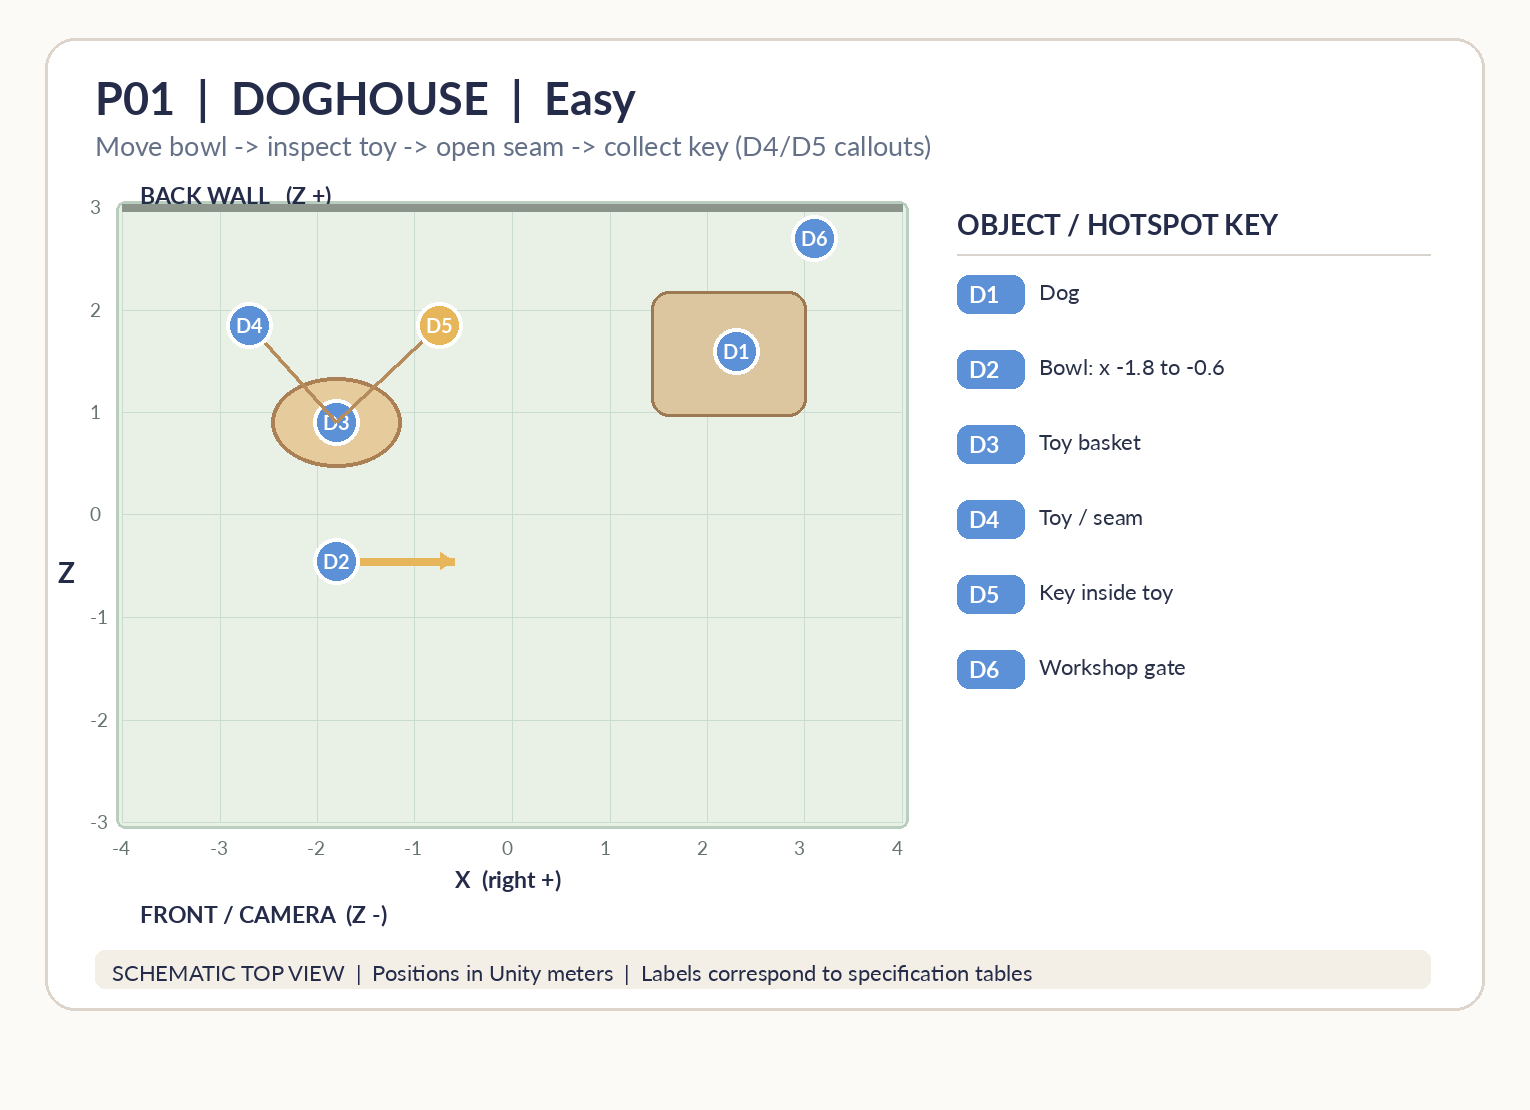 P01 | DOGHOUSE | Easy
Move bowl -> inspect toy -> open seam -> collect key (D4/D5 callouts)
BACK WALL (Z +)
3
2
1
0
-1
-2
-3
Z
D6
D4
D5
D1
D3
D2
-4 -3 -2 -1 0 1 2 3 4
X (right +)
FRONT / CAMERA (Z -)
OBJECT / HOTSPOT KEY
D1 Dog
D2 Bowl: x -1.8 to -0.6
D3 Toy basket
D4 Toy / seam
D5 Key inside toy
D6 Workshop gate
SCHEMATIC TOP VIEW | Positions in Unity meters | Labels correspond to specification tables